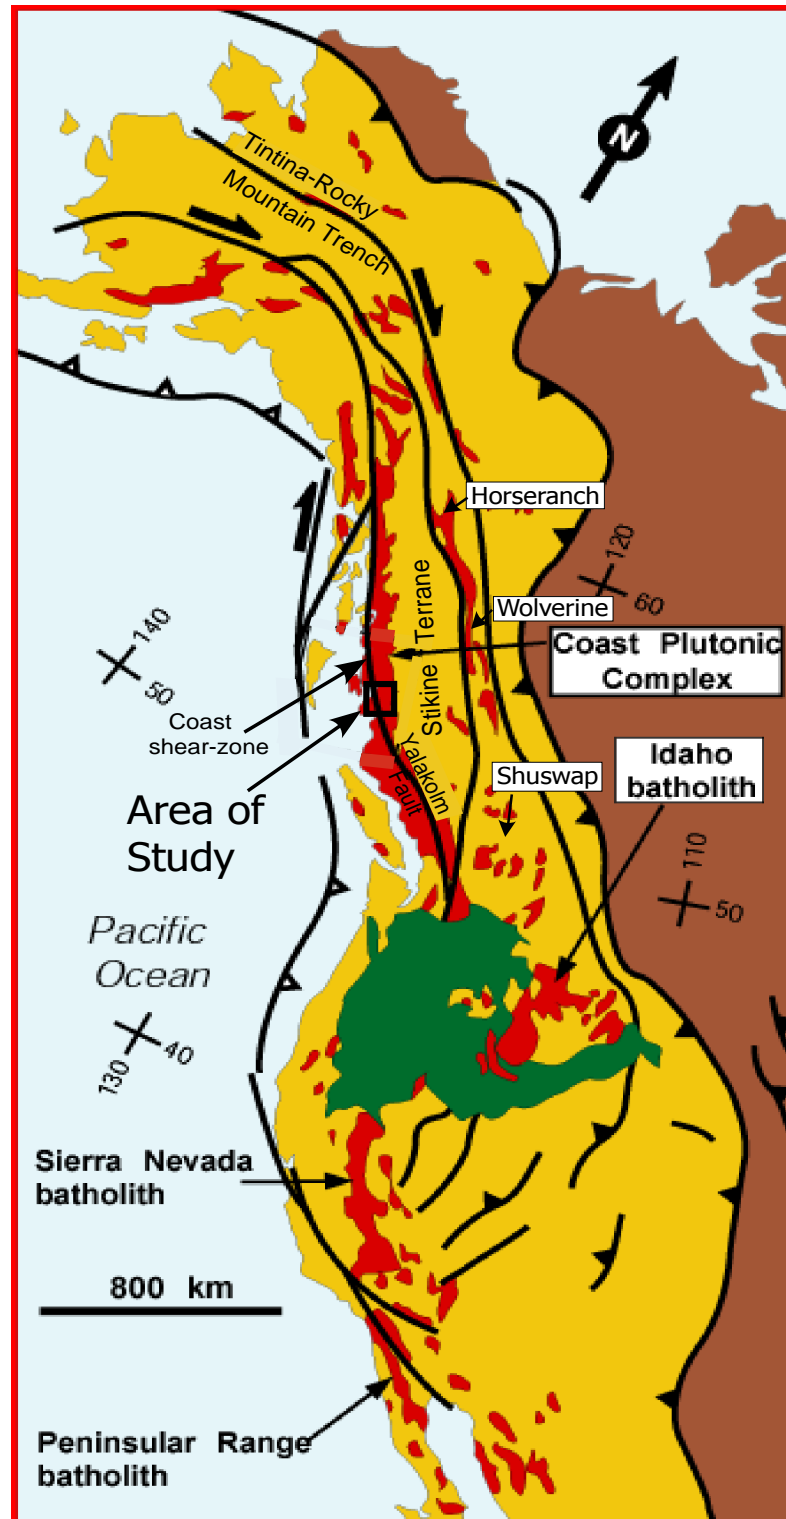 N
Tintina-Rocky
Mountain Trench
Horseranch
120
60
Wolverine
140
50
Stikine Terrane
Coast Plutonic
Complex
Coast
shear-zone
Yalakolm
Fault
Shuswap
Idaho
batholith
Area of
Study
110
50
Pacific
Ocean
40
130
Sierra Nevada
batholith
800 km
Peninsular Range
batholith